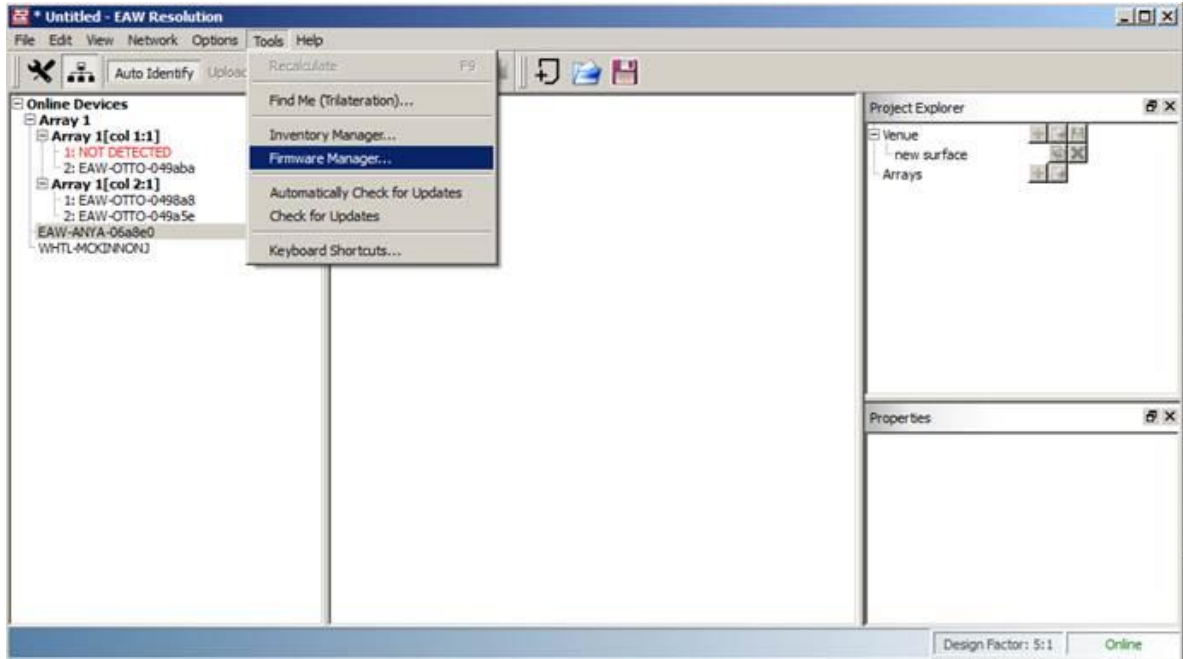 * Untitled - EAW Resolution
File Edit View Network Options Tools Help
Auto Identify
Recalculate F9
Find Me (Trilateration)...
Inventory Manager...
Firmware Manager...
Automatically Check for Updates
Check for Updates
Keyboard Shortcuts...
Online Devices
Array 1
Array 1[col 1:1]
1: NOT DETECTED
2: EAW-OTTO-049aba
Array 1[col 2:1]
1: EAW-OTTO-0498a8
2: EAW-OTTO-049a5e
EAW-ANYA-06a8e0
WHTL-MCKINNONJ
Project Explorer
Venue
new surface
Arrays
Properties
Design Factor: 5:1
Online